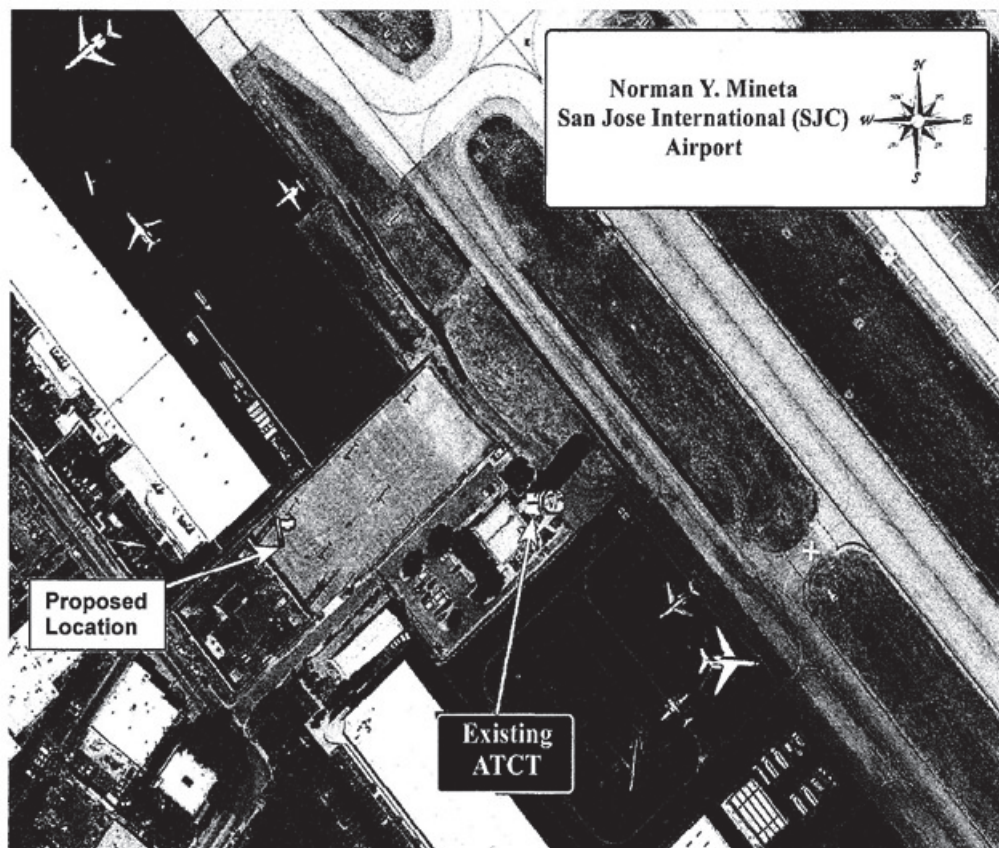 Norman Y. Mineta
San Jose International (SJC)
Airport
N
W
E
S
Proposed
Location
Existing
ATCT